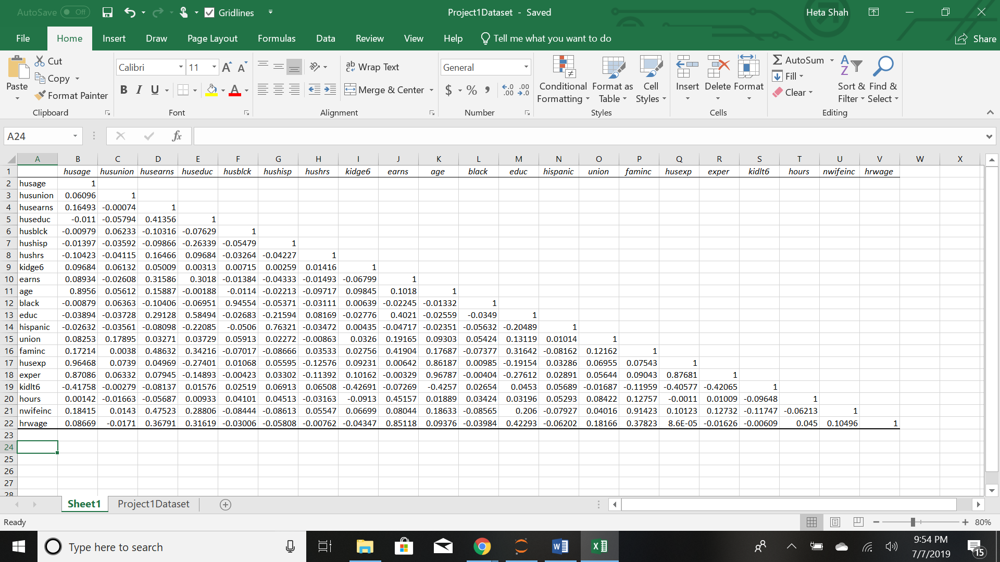 AutoSave Off Gridlines Project1Dataset - Saved Heta Shah
File Home Insert Draw Page Layout Formulas Data Review View Help Tell me what you want to do Share
Paste Cut Copy Format Painter Clipboard
Calibri 11 A A B I U A Font
ab Wrap Text Merge & Center Alignment
General $ % , .0 .00 .00 .0 Number
Conditional Formatting Format as Table Cell Styles Styles
Insert Delete Format Cells
AutoSum Fill Clear Sort & Filter Find & Select Editing
A24 fx
A B C D E F G H I J K L M N O P Q R S T U V W X
1 husage husunion husearns huseduc husblck hushisp hushrs kidge6 earns age black educ hispanic union faminc husexp exper kidlt6 hours nwifeinc hrwage
2 husage 1
3 husunion 0.06096 1
4 husearns 0.16493 -0.00074 1
5 huseduc -0.011 -0.05794 0.41356 1
6 husblck -0.00979 0.06233 -0.10316 -0.07629 1
7 hushisp -0.01397 -0.03592 -0.09866 -0.26339 -0.05479 1
8 hushrs -0.10423 -0.04115 0.16466 0.09684 -0.03264 -0.04227 1
9 kidge6 0.09684 0.06132 0.05009 0.00313 0.00715 0.00259 0.01416 1
10 earns 0.08934 -0.02608 0.31586 0.3018 -0.01384 -0.04333 -0.01493 -0.06799 1
11 age 0.8956 0.05612 0.15887 -0.00188 -0.0114 -0.02213 -0.09717 0.09845 0.1018 1
12 black -0.00879 0.06363 -0.10406 -0.06951 0.94554 -0.05371 -0.03111 0.00639 -0.02245 -0.01332 1
13 educ -0.03894 -0.03728 0.29128 0.58494 -0.02683 -0.21594 0.08169 -0.02776 0.4021 -0.02559 -0.0349 1
14 hispanic -0.02632 -0.03561 -0.08098 -0.22085 -0.0506 0.76321 -0.03472 0.00435 -0.04717 -0.02351 -0.05632 -0.20489 1
15 union 0.08253 0.17895 0.03271 0.03729 0.05913 0.02272 -0.00863 0.0326 0.19165 0.09303 0.05424 0.13119 0.01014 1
16 faminc 0.17214 0.0038 0.48632 0.34216 -0.07017 -0.08666 0.03533 0.02756 0.41904 0.17687 -0.07377 0.31642 -0.08162 0.12162 1
17 husexp 0.96468 0.0739 0.04969 -0.27401 0.01068 0.05595 -0.12576 0.09231 0.00642 0.86187 0.00985 -0.19154 0.03286 0.06955 0.07543 1
18 exper 0.87086 0.06332 0.07945 -0.14893 -0.00423 0.03302 -0.11392 0.10162 -0.00329 0.96787 -0.00404 -0.27612 0.02891 0.05644 0.09043 0.87681 1
19 kidlt6 -0.41758 -0.00279 -0.08137 0.01576 0.02519 0.06913 0.06508 -0.42691 -0.07269 -0.4257 0.02654 0.0453 0.05689 -0.01687 -0.11959 -0.40577 -0.42065 1
20 hours 0.00142 -0.01663 -0.05687 0.00933 0.04101 0.04513 -0.03163 -0.0913 0.45157 0.01889 0.03424 0.03196 0.05293 0.08422 0.12757 -0.0011 0.01009 -0.09648 1
21 nwifeinc 0.18415 0.0143 0.47523 0.28806 -0.08444 -0.08613 0.05547 0.06699 0.08044 0.18633 -0.08565 0.206 -0.07927 0.04016 0.91423 0.10123 0.12732 -0.11747 -0.06213 1
22 hrwage 0.08669 -0.0171 0.36791 0.31619 -0.03006 -0.05808 -0.00762 -0.04347 0.85118 0.09376 -0.03984 0.42293 -0.06202 0.18166 0.37823 8.6E-05 -0.01626 -0.00609 0.045 0.10496 1
23
24
25
26
27
28
Sheet1 Project1Dataset
Ready 80%
Type here to search 9:54 PM
7/7/2019 15